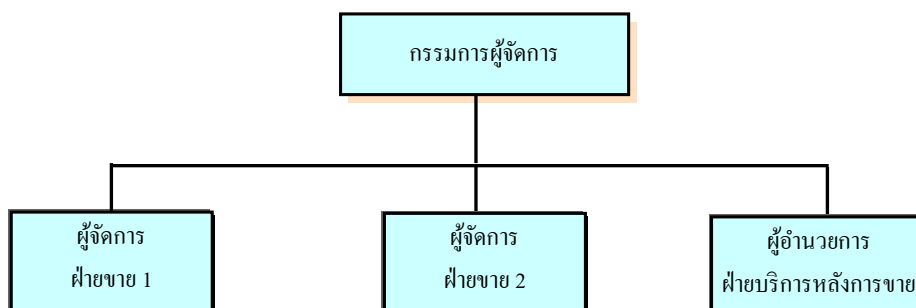 กรรมการผู้จัดการ
ผู้จัดการ
ฝ่ายขาย 1
ผู้จัดการ
ฝ่ายขาย 2
ผู้อำนวยการ
ฝ่ายบริการหลังการขาย